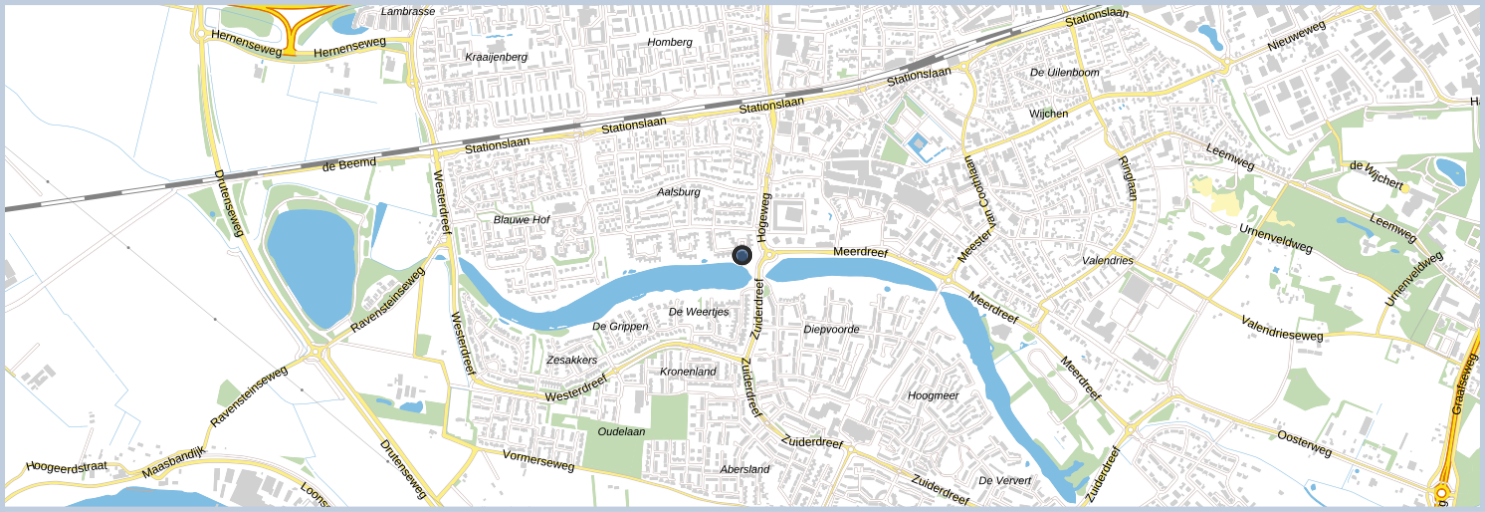 Lambrasse
Stationslaan
Hernenseweg
Hernenseweg
Homberg
Nieuweweg
Kraaijenberg
Stationslaan
De Uilenboom
Stationslaan
Wijchen
Stationslaan
Stationslaan
de Beemd
Leemweg
de Wijchert
Drutenseweg
Westerdreef
Aalsburg
Hogeweg
Meester van Coothlaan
Ringlaan
Blauwe Hof
Leemweg
Urnenveldweg
Meerdreef
Valendries
Urnenveldweg
Ravensteinseweg
De Weertjes
Zuiderdreef
Meerdreef
De Grippen
Diepvoorde
Valendrieseweg
Westerdreef
Zesakkers
Kronenland
Westerdreef
Zuiderdreef
Meerdreef
Graafseweg
Ravensteinseweg
Hoogmeer
Oudelaan
Zuiderdreef
Oosterweg
Hoogeerdstraat
Maasbandijk
Drutenseweg
Vormerseweg
Abersland
Zuiderdreef
De Ververt
Zuiderdreef